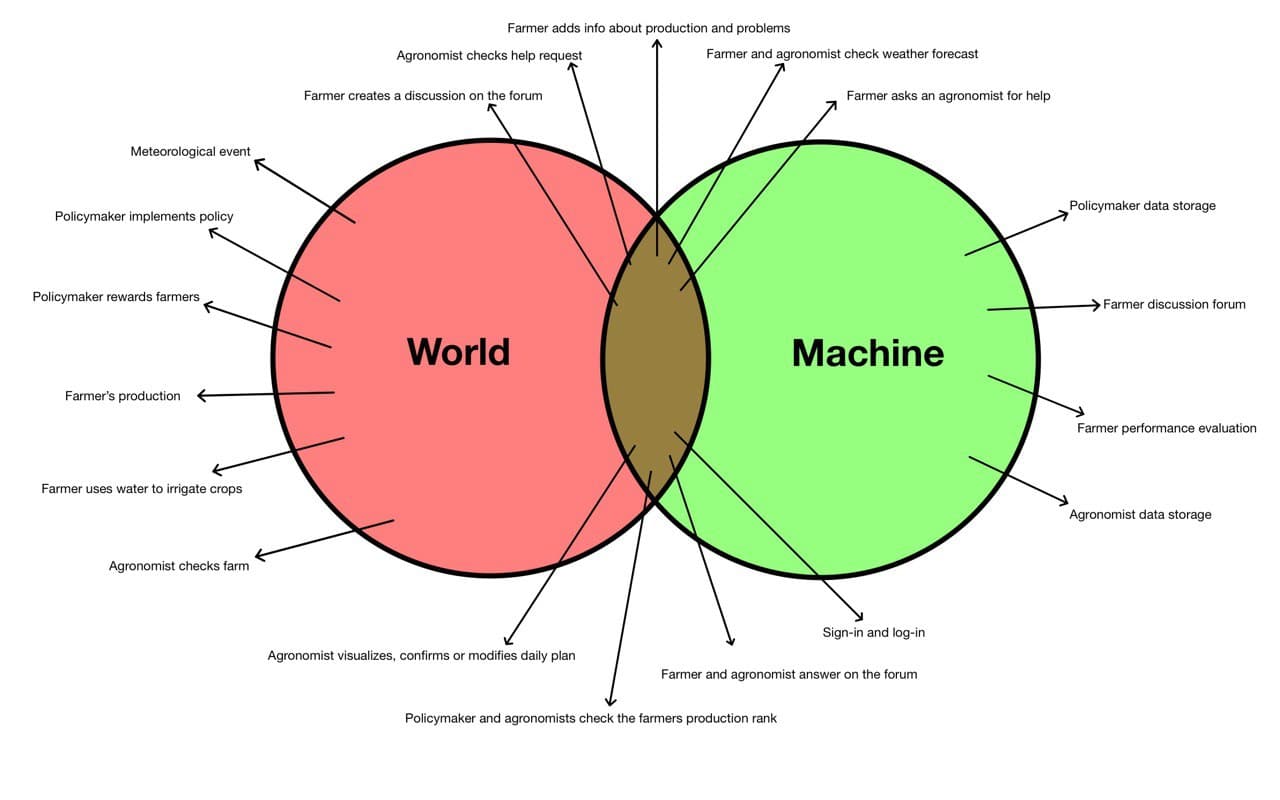 Farmer adds info about production and problems
Agronomist checks help request
Farmer and agronomist check weather forecast
Farmer creates a discussion on the forum
Farmer asks an agronomist for help
Meteorological event
Policymaker implements policy
Policymaker data storage
Policymaker rewards farmers
Farmer discussion forum
World
Machine
Farmer’s production
Farmer performance evaluation
Farmer uses water to irrigate crops
Agronomist data storage
Agronomist checks farm
Sign-in and log-in
Agronomist visualizes, confirms or modifies daily plan
Farmer and agronomist answer on the forum
Policymaker and agronomists check the farmers production rank